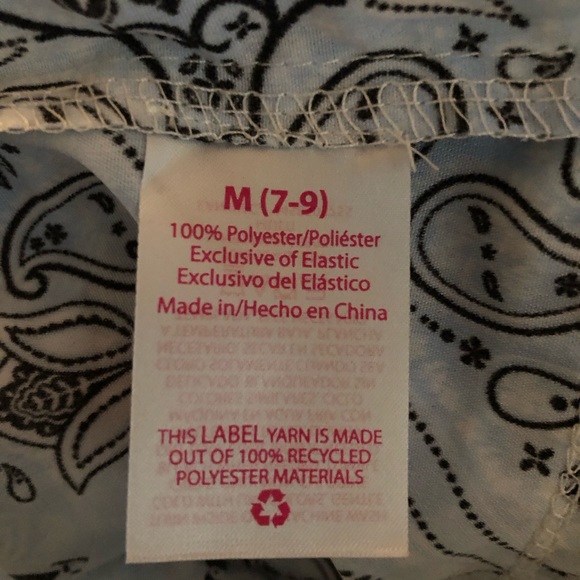 M (7-9)
100% Polyester/Poliéster
Exclusive of Elastic
Exclusivo del Elástico
Made in/Hecho en China
THIS LABEL YARN IS MADE
OUT OF 100% RECYCLED
POLYESTER MATERIALS